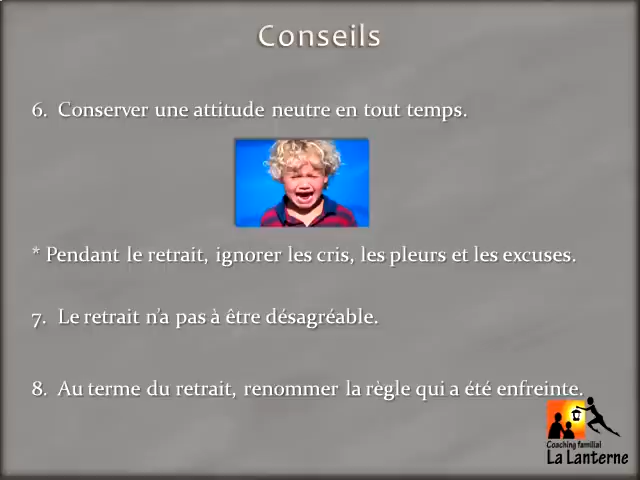 Conseils
6. Conserver une attitude neutre en tout temps.
* Pendant le retrait, ignorer les cris, les pleurs et les excuses.
7. Le retrait n'a pas à être désagréable.
8. Au terme du retrait, renommer la règle qui a été enfreinte.
Coaching familial
La Lanterne